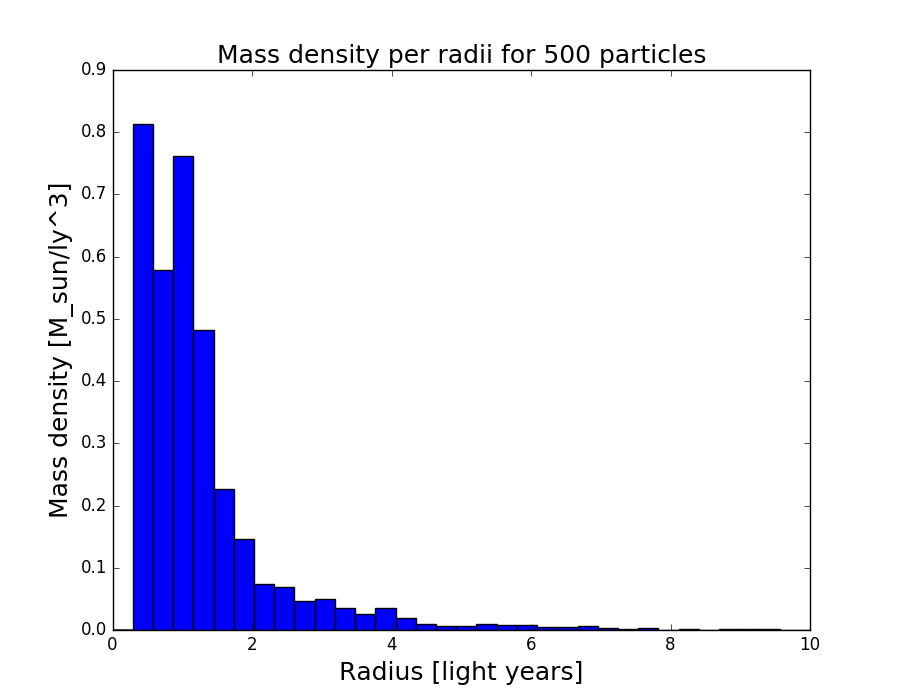 Mass density per radii for 500 particles
Mass density [M_sun/ly^3]
0.9
0.8
0.7
0.6
0.5
0.4
0.3
0.2
0.1
0.0
0 2 4 6 8 10
Radius [light years]